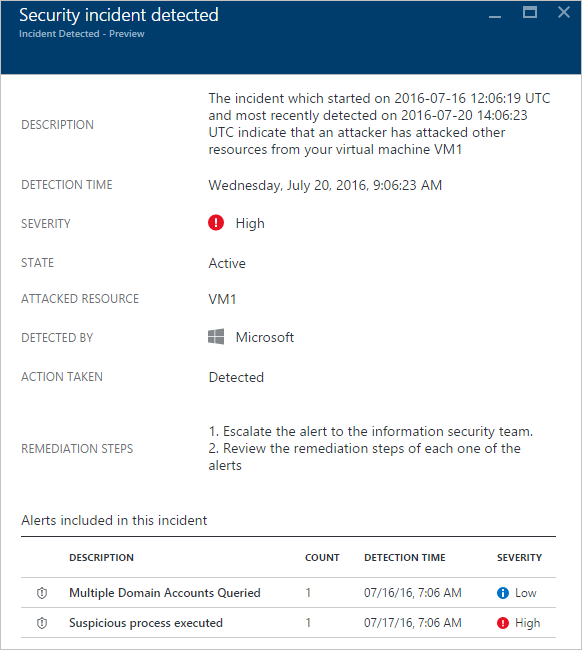 Security incident detected
Incident Detected - Preview
DESCRIPTION
The incident which started on 2016-07-16 12:06:19 UTC
and most recently detected on 2016-07-20 14:06:23
UTC indicate that an attacker has attacked other
resources from your virtual machine VM1
DETECTION TIME Wednesday, July 20, 2016, 9:06:23 AM
SEVERITY High
STATE Active
ATTACKED RESOURCE VM1
DETECTED BY Microsoft
ACTION TAKEN Detected
REMEDIATION STEPS
1. Escalate the alert to the information security team.
2. Review the remediation steps of each one of the
alerts
Alerts included in this incident
DESCRIPTION COUNT DETECTION TIME SEVERITY
Multiple Domain Accounts Queried 1 07/16/16, 7:06 AM Low
Suspicious process executed 1 07/17/16, 7:06 AM High